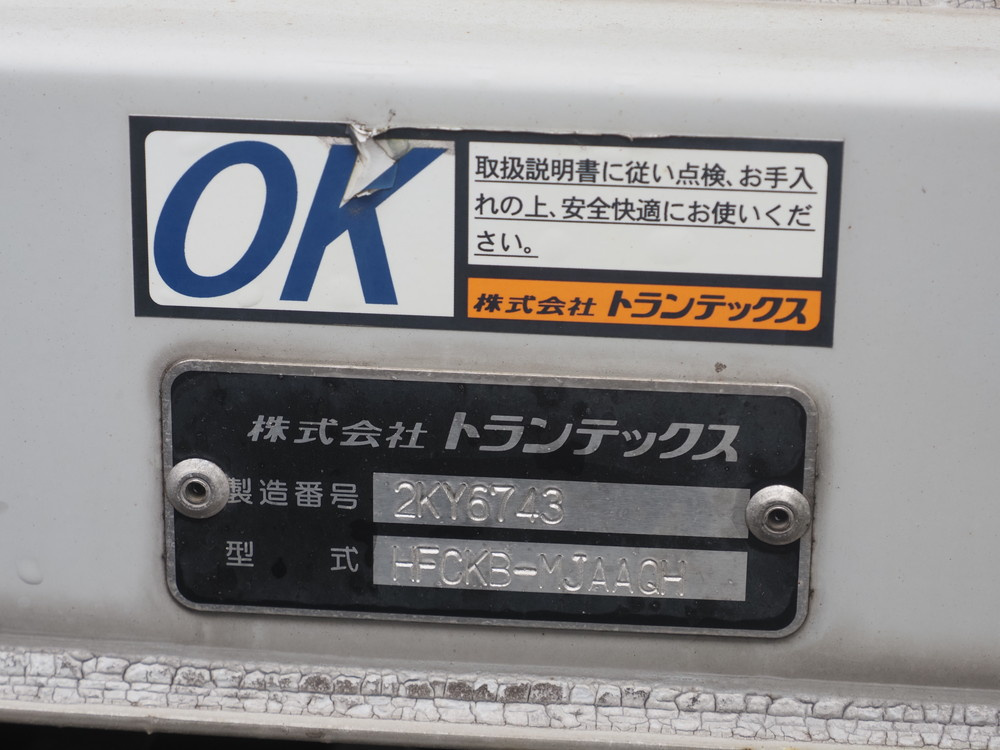 OK
取扱説明書に従い点検、お手入
れの上、安全快適にお使いくだ
さい。
株式会社 トランテックス
株式会社 トランテックス
製造番号 2KY6743
型 式 HFCKB-MJAAQH